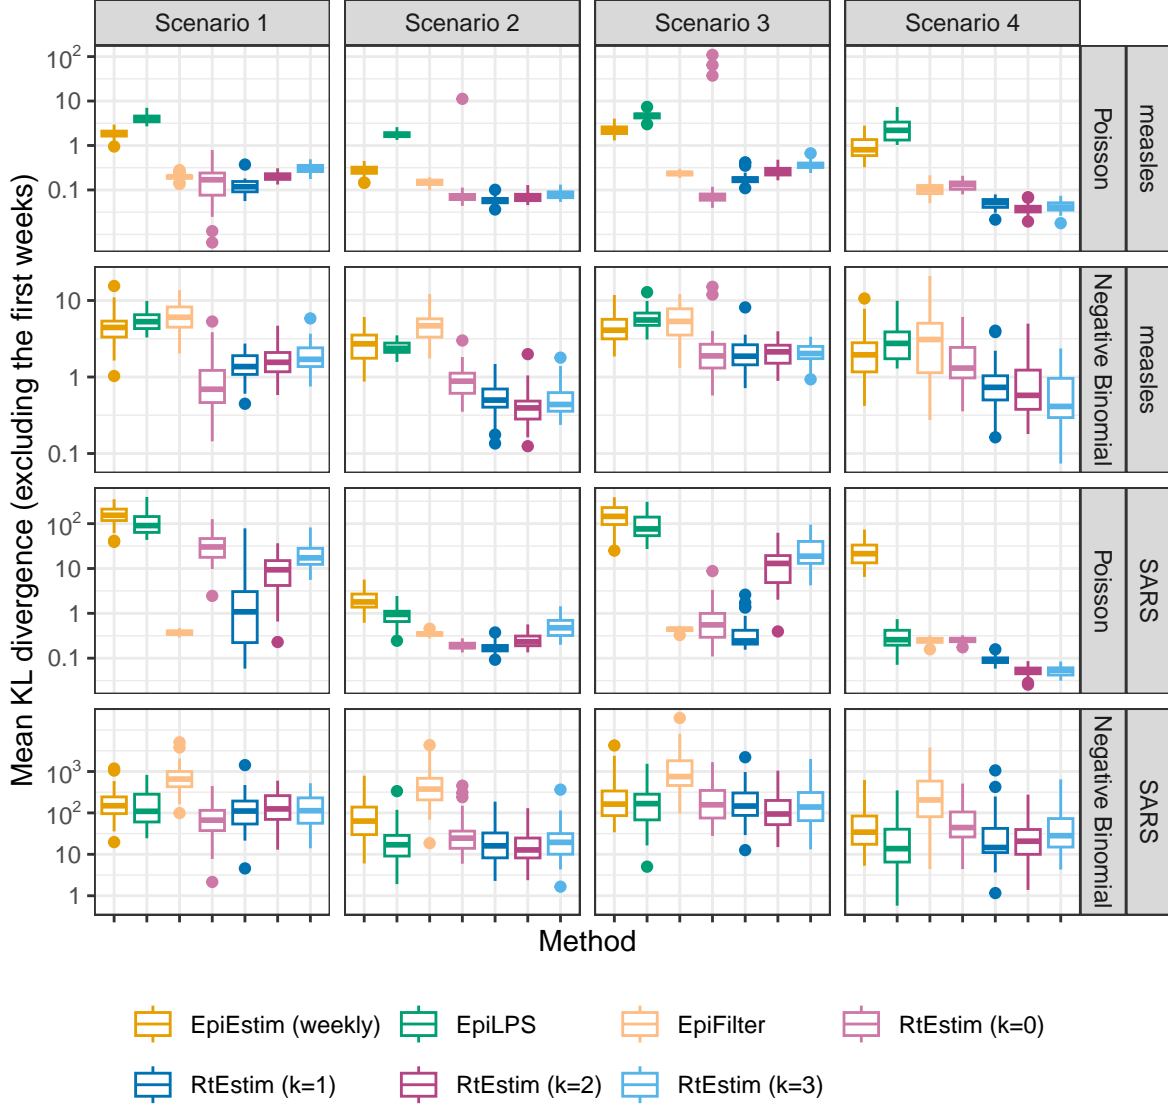 Scenario 1
Scenario 2
Scenario 3
Scenario 4
Mean KL divergence (excluding the first weeks)
10²
10
1
0.1
Poisson
measles
10
1
0.1
Negative Binomial
measles
10²
10
1
0.1
Poisson
SARS
10³
10²
10
1
Negative Binomial
SARS
Method
EpiEstim (weekly)
EpiLPS
EpiFilter
RtEstim (k=0)
RtEstim (k=1)
RtEstim (k=2)
RtEstim (k=3)